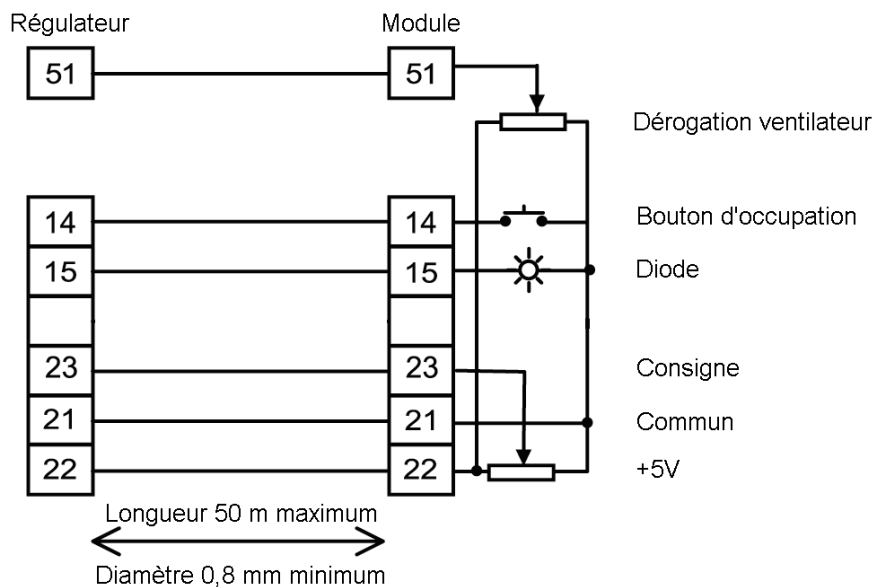 Régulateur Module
51 51
Dérogation ventilateur
14 14 Bouton d'occupation
15 15 Diode
23 23 Consigne
21 21 Commun
22 22 +5V
Longueur 50 m maximum
Diamètre 0,8 mm minimum